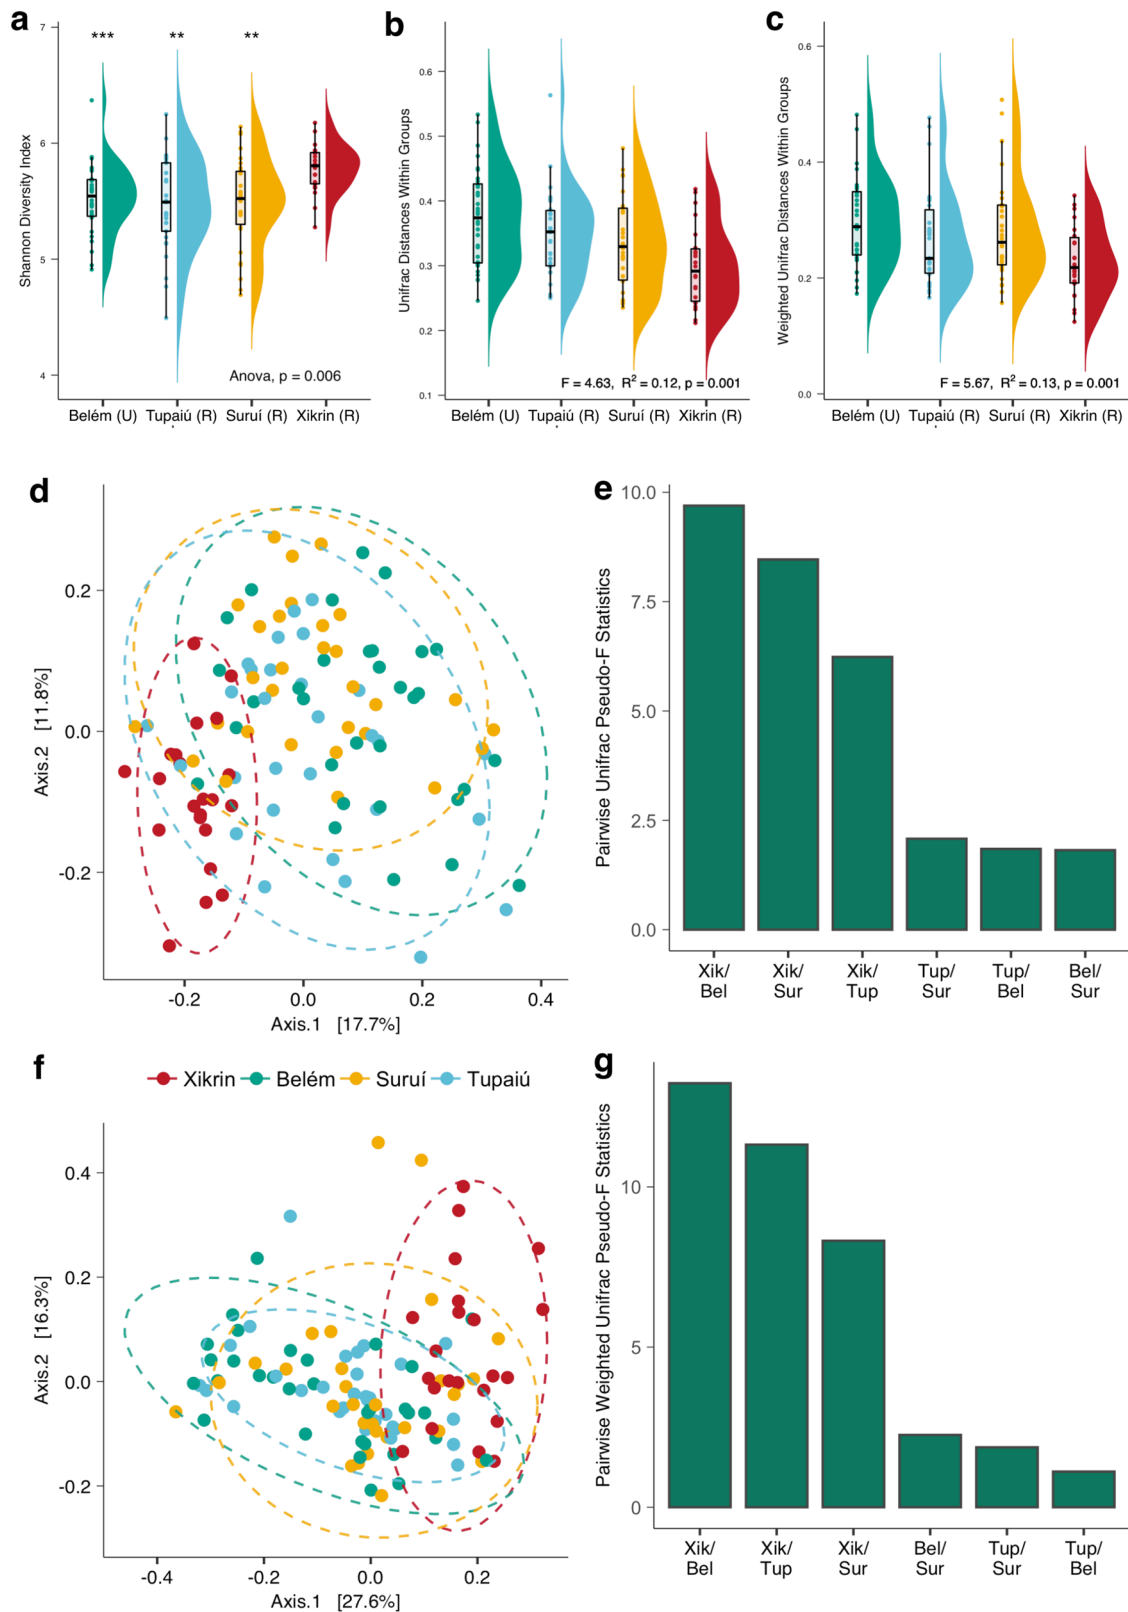 a
Shannon Diversity Index
7
6
5
4
***
**
**
Anova, p = 0.006
Belém (U)
Tupaiú (R)
Suruí (R)
Xikrin (R)
b
Unifrac Distances Within Groups
0.6
0.5
0.4
0.3
0.2
0.1
F = 4.63, R² = 0.12, p = 0.001
Belém (U)
Tupaiú (R)
Suruí (R)
Xikrin (R)
c
Weighted Unifrac Distances Within Groups
0.6
0.4
0.2
0.0
F = 5.67, R² = 0.13, p = 0.001
Belém (U)
Tupaiú (R)
Suruí (R)
Xikrin (R)
d
Axis.2 [11.8%]
0.2
0.0
-0.2
-0.2
0.0
0.2
0.4
Axis.1 [17.7%]
e
Pairwise Unifrac Pseudo-F Statistics
10.0
7.5
5.0
2.5
0.0
Xik/
Bel
Xik/
Sur
Xik/
Tup
Tup/
Sur
Tup/
Bel
Bel/
Sur
f
Xikrin
Belém
Suruí
Tupaiú
Axis.2 [16.3%]
0.4
0.2
0.0
-0.2
-0.4
-0.2
0.0
0.2
Axis.1 [27.6%]
g
Pairwise Weighted Unifrac Pseudo-F Statistics
10
5
0
Xik/
Bel
Xik/
Tup
Xik/
Sur
Bel/
Sur
Tup/
Sur
Tup/
Bel